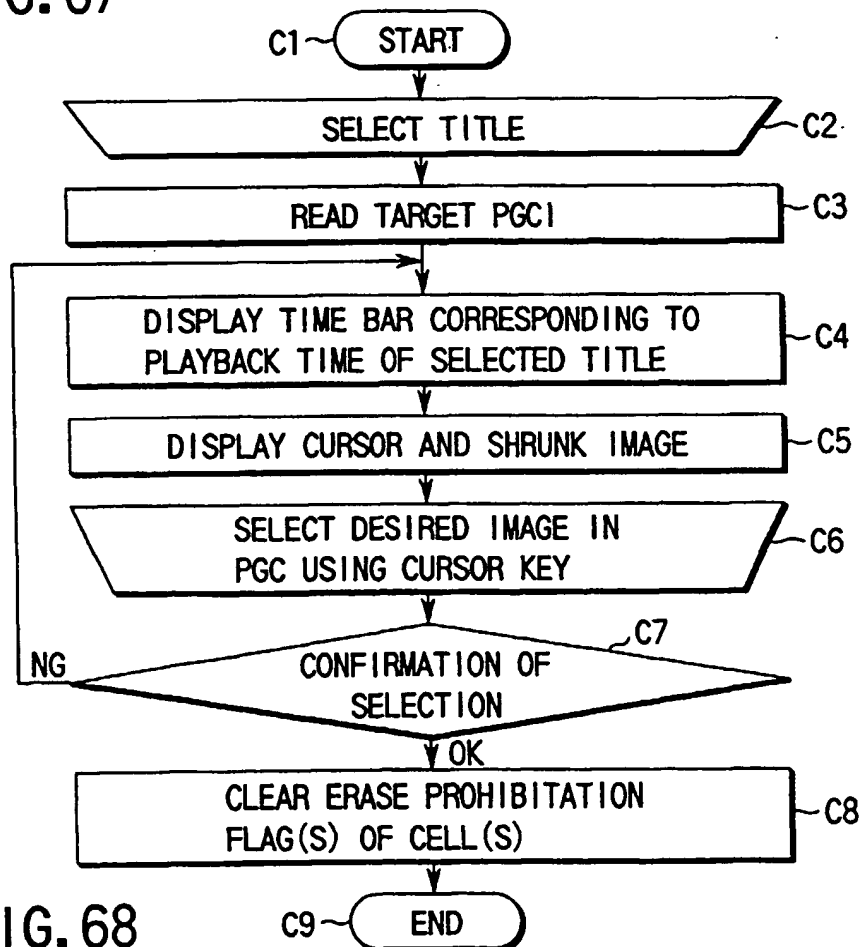 G. 67
C1 START
SELECT TITLE C2
READ TARGET PGCI C3
DISPLAY TIME BAR CORRESPONDING TO
PLAYBACK TIME OF SELECTED TITLE
C4
DISPLAY CURSOR AND SHRUNK IMAGE C5
SELECT DESIRED IMAGE IN
PGC USING CURSOR KEY
C6
C7
NG
CONFIRMATION OF
SELECTION
OK
CLEAR ERASE PROHIBITATION
FLAG(S) OF CELL(S)
C8
IG. 68
C9 END